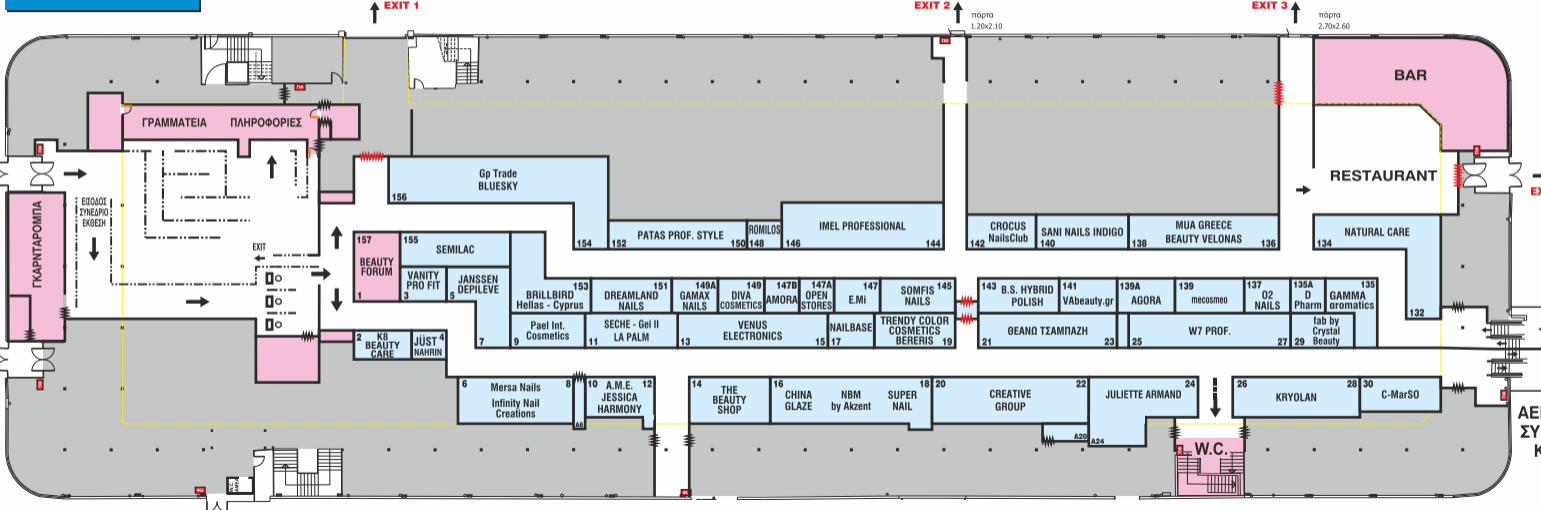 EXIT 1
EXIT 2
πόρτα
1.20x2.10
EXIT 3
πόρτα
2.70x2.60
BAR
ΓΡΑΜΜΑΤΕΙΑ ΠΛΗΡΟΦΟΡΙΕΣ
RESTAURANT
ΓΚΑΡΝΤΑΡΟΜΠΑ
ΕΙΣΟΔΟΣ
ΣΥΝΕΔΡΙΟ
ΕΚΘΕΣΗ
EXIT
Gp Trade
BLUESKY
156
154
152
PATAS PROF. STYLE
150
ROMILOS
148
IMEL PROFESSIONAL
146
144
CROCUS
NailsClub
142
SANI NAILS INDIGO
140
MUA GREECE
BEAUTY VELONAS
138
136
NATURAL CARE
134
132
157
BEAUTY
FORUM
1
155
SEMILAC
VANITY
PRO FIT
3
JANSSEN
DEPILEVE
5
7
153
BRiLLBIRD
Hellas - Cyprus
151
DREAMLAND
NAILS
149A
GAMAX
NAILS
149
DIVA
COSMETICS
147B
AMORA
147A
OPEN
STORES
147
E.Mi
145
SOMFIS
NAILS
143
B.S. HYBRID
POLISH
141
VAbeauty.gr
139A
AGORA
139
mecosmeo
137
O2
NAILS
135A
D
Pharm
135
GAMMA
aromatics
Pael Int.
Cosmetics
9
SECHE - Gel II
LA PALM
11
VENUS
ELECTRONICS
13
15
NAILBASE
17
TRENDY COLOR
COSMETICS
BERERIS
19
ΘΕΑΝΩ ΤΣΑΜΠΑΖΗ
21
23
W7 PROF.
25
27
fab by
Crystal
Beauty
29
2
K8
BEAUTY
CARE
4
JÜST
NAHRIN
6
Mersa Nails
8
Infinity Nail
Creations
A6
10
A.M.E.
12
JESSICA
HARMONY
14
THE
BEAUTY
SHOP
16
CHINA
GLAZE
NBM
by Akzent
18
SUPER
NAIL
20
CREATIVE
GROUP
22
A20
JULIETTE ARMAND
24
A24
26
KRYOLAN
28
30
C-MarSO
W.C.